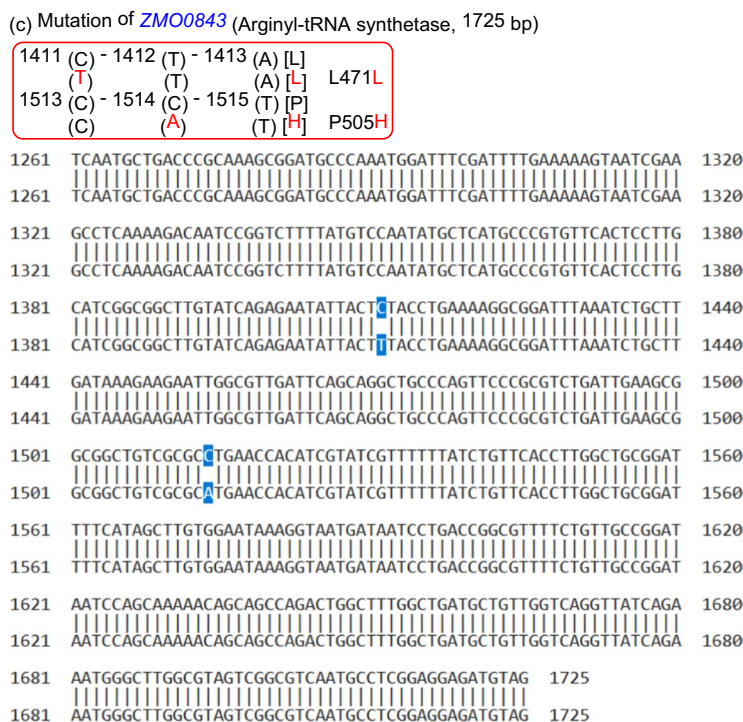 (c) Mutation of ZMO0843 (Arginyl-tRNA synthetase, 1725 bp)
1411 (C) - 1412 (T) - 1413 (A) [L]
(T) (T) (A) [L] L471L
1513 (C) - 1514 (C) - 1515 (T) [P]
(C) (A) (T) [H] P505H
1261 TCAATGCTGACCCGCAAAGCGGATGCCCAAATGGATTTCGATTTTGAAAAAGTAATCGAA 1320
||||||||||||||||||||||||||||||||||||||||||||||||||||||||||||
1261 TCAATGCTGACCCGCAAAGCGGATGCCCAAATGGATTTCGATTTTGAAAAAGTAATCGAA 1320
1321 GCCTCAAAAGACAATCCGGTCTTTTATGTCCAATATGCTCATGCCCGTGTTCACTCCTTG 1380
||||||||||||||||||||||||||||||||||||||||||||||||||||||||||||
1321 GCCTCAAAAGACAATCCGGTCTTTTATGTCCAATATGCTCATGCCCGTGTTCACTCCTTG 1380
1381 CATCGGCGGCTTGTATCAGAGAATATTACTCTACCTGAAAAGGCGGATTTAAATCTGCTT 1440
|||||||||||||||||||||||||||||| |||||||||||||||||||||||||||||
1381 CATCGGCGGCTTGTATCAGAGAATATTACTTTACCTGAAAAGGCGGATTTAAATCTGCTT 1440
1441 GATAAAGAAGAATTGGCGTTGATTCAGCAGGCTGCCCAGTTCCCGCGTCTGATTGAAGCG 1500
||||||||||||||||||||||||||||||||||||||||||||||||||||||||||||
1441 GATAAAGAAGAATTGGCGTTGATTCAGCAGGCTGCCCAGTTCCCGCGTCTGATTGAAGCG 1500
1501 GCGGCTGTCGCGCCTGAACCACATCGTATCGTTTTTTATCTGTTCACCTTGGCTGCGGAT 1560
||||||||||||| ||||||||||||||||||||||||||||||||||||||||||||||
1501 GCGGCTGTCGCGCATGAACCACATCGTATCGTTTTTTATCTGTTCACCTTGGCTGCGGAT 1560
1561 TTTCATAGCTTGTGGAATAAAGGTAATGATAATCCTGACCGGCGTTTTCTGTTGCCGGAT 1620
||||||||||||||||||||||||||||||||||||||||||||||||||||||||||||
1561 TTTCATAGCTTGTGGAATAAAGGTAATGATAATCCTGACCGGCGTTTTCTGTTGCCGGAT 1620
1621 AATCCAGCAAAAACAGCAGCCAGACTGGCTTTGGCTGATGCTGTTGGTCAGGTTATCAGA 1680
||||||||||||||||||||||||||||||||||||||||||||||||||||||||||||
1621 AATCCAGCAAAAACAGCAGCCAGACTGGCTTTGGCTGATGCTGTTGGTCAGGTTATCAGA 1680
1681 AATGGGCTTGGCGTAGTCGGCGTCAATGCCTCGGAGGAGATGTAG 1725
|||||||||||||||||||||||||||||||||||||||||||||
1681 AATGGGCTTGGCGTAGTCGGCGTCAATGCCTCGGAGGAGATGTAG 1725